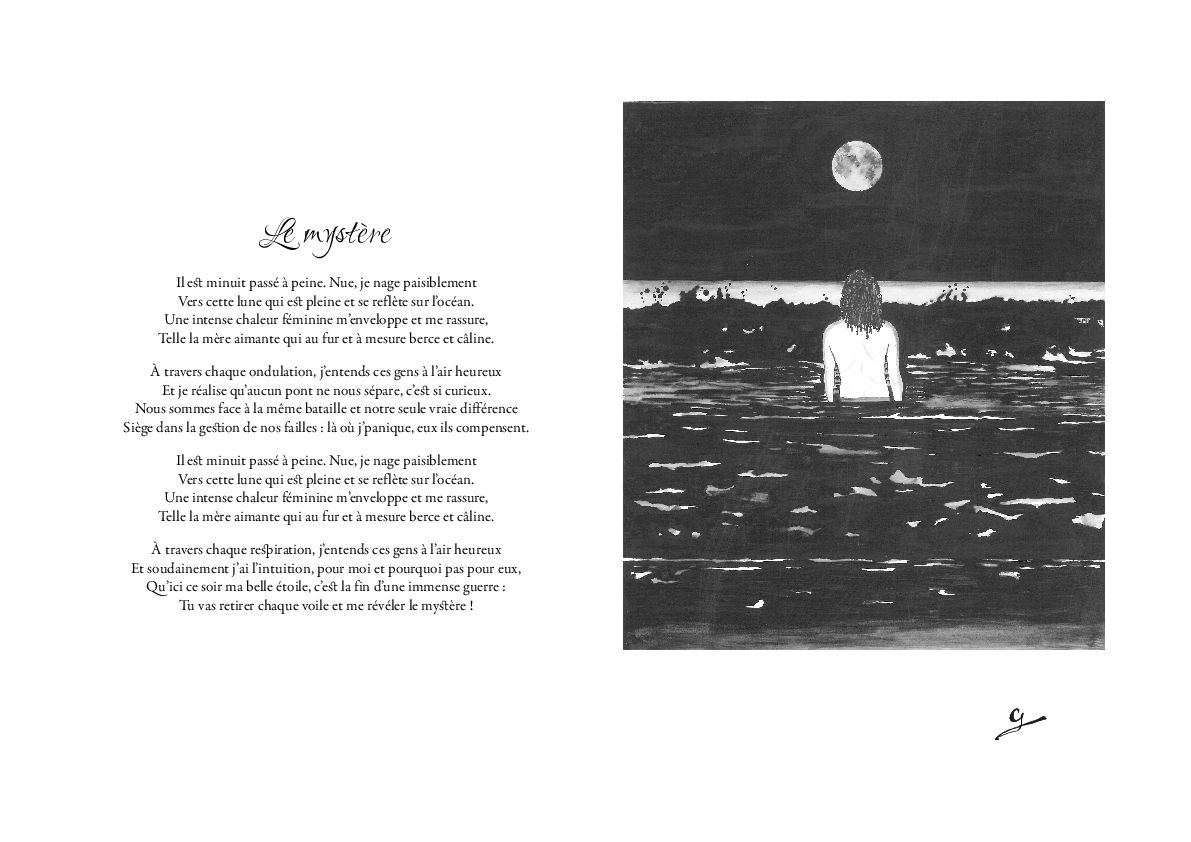 Le mystère
Il est minuit passé à peine. Nue, je nage paisiblement
Vers cette lune qui est pleine et se reflète sur l'océan.
Une intense chaleur féminine m'enveloppe et me rassure,
Telle la mère aimante qui au fur et à mesure berce et câline.
À travers chaque ondulation, j'entends ces gens à l'air heureux
Et je réalise qu'aucun pont ne nous sépare, c'est si curieux.
Nous sommes face à la même bataille et notre seule vraie différence
Siège dans la gestion de nos failles : là où j'panique, eux ils compensent.
Il est minuit passé à peine. Nue, je nage paisiblement
Vers cette lune qui est pleine et se reflète sur l'océan.
Une intense chaleur féminine m'enveloppe et me rassure,
Telle la mère aimante qui au fur et à mesure berce et câline.
À travers chaque respiration, j'entends ces gens à l'air heureux
Et soudainement j'ai l'intuition, pour moi et pourquoi pas pour eux,
Qu'ici ce soir ma belle étoile, c'est la fin d'une immense guerre :
Tu vas retirer chaque voile et me révéler le mystère !